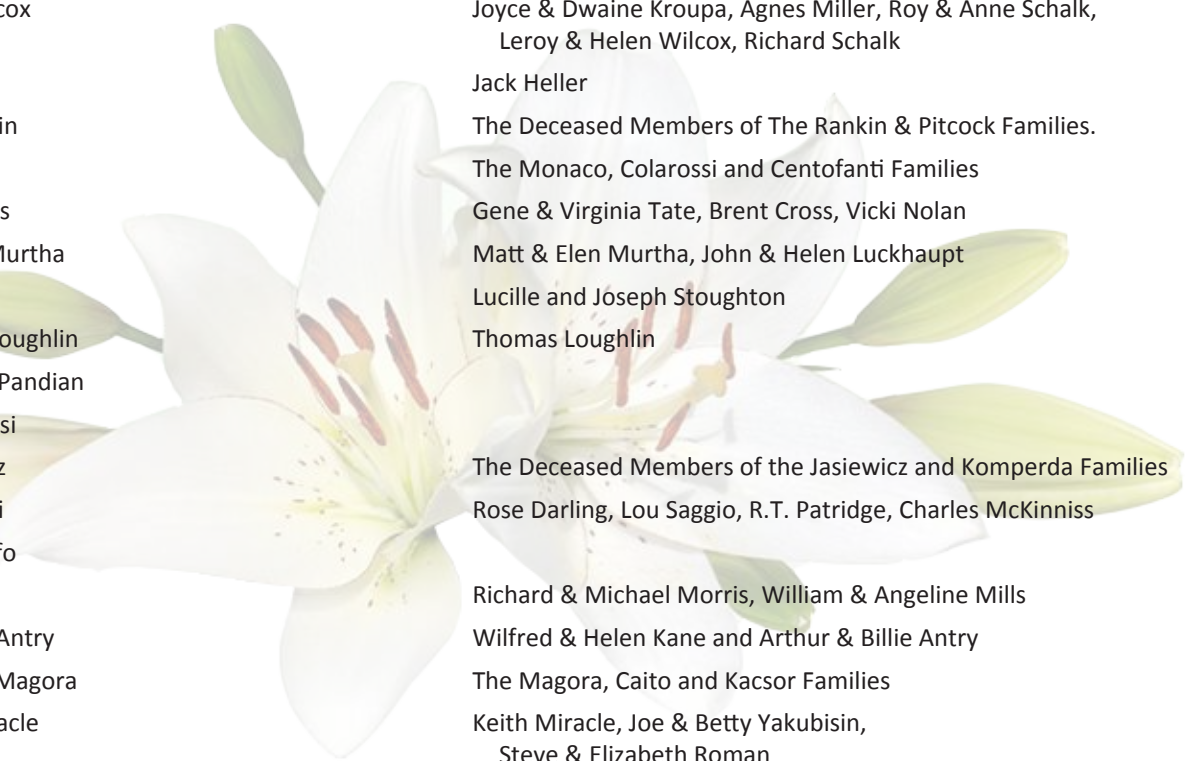 cox Joyce & Dwaine Kroupa, Agnes Miller, Roy & Anne Schalk,
Leroy & Helen Wilcox, Richard Schalk
Jack Heller
in The Deceased Members of The Rankin & Pitcock Families.
The Monaco, Colarossi and Centofanti Families
s Gene & Virginia Tate, Brent Cross, Vicki Nolan
Murtha Matt & Elen Murtha, John & Helen Luckhaupt
Lucille and Joseph Stoughton
oughlin Thomas Loughlin
Pandian
si
z The Deceased Members of the Jasiewicz and Komperda Families
i Rose Darling, Lou Saggio, R.T. Patridge, Charles McKinniss
fo
Richard & Michael Morris, William & Angeline Mills
Antry Wilfred & Helen Kane and Arthur & Billie Antry
Magora The Magora, Caito and Kacsor Families
acle Keith Miracle, Joe & Betty Yakubisin,
Steve & Elizabeth Roman